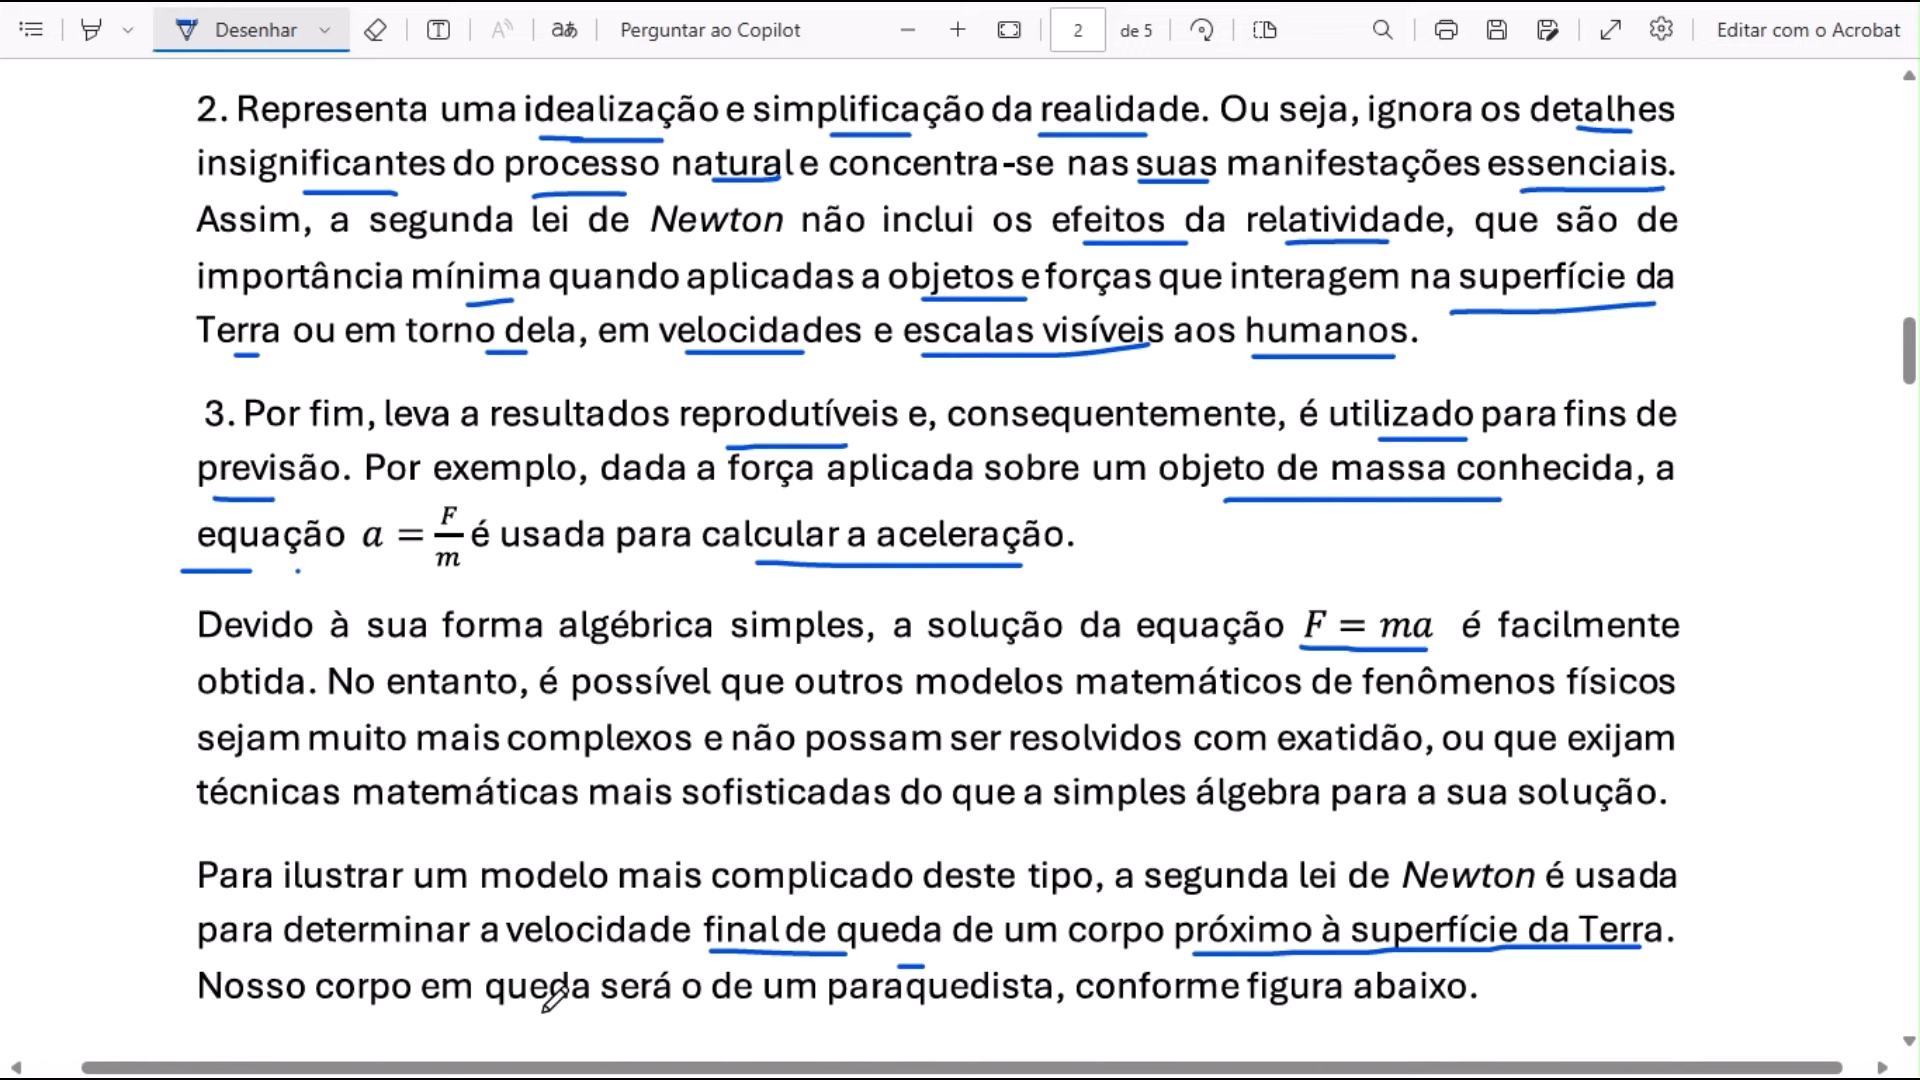 Desenhar
T
aあ
Perguntar ao Copilot
2
de 5
Editar com o Acrobat
2. Representa uma idealização e simplificação da realidade. Ou seja, ignora os detalhes
insignificantes do processo natural e concentra-se nas suas manifestações essenciais.
Assim, a segunda lei de Newton não inclui os efeitos da relatividade, que são de
importância mínima quando aplicadas a objetos e forças que interagem na superfície da
Terra ou em torno dela, em velocidades e escalas visíveis aos humanos.
3. Por fim, leva a resultados reprodutíveis e, consequentemente, é utilizado para fins de
previsão. Por exemplo, dada a força aplicada sobre um objeto de massa conhecida, a
equação a = F/m é usada para calcular a aceleração.
Devido à sua forma algébrica simples, a solução da equação F = ma é facilmente
obtida. No entanto, é possível que outros modelos matemáticos de fenômenos físicos
sejam muito mais complexos e não possam ser resolvidos com exatidão, ou que exijam
técnicas matemáticas mais sofisticadas do que a simples álgebra para a sua solução.
Para ilustrar um modelo mais complicado deste tipo, a segunda lei de Newton é usada
para determinar a velocidade final de queda de um corpo próximo à superfície da Terra.
Nosso corpo em queda será o de um paraquedista, conforme figura abaixo.